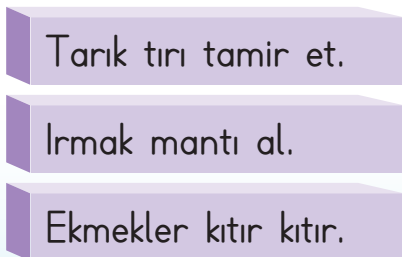 Tarık tırı tamir et.
Irmak mantı al.
Ekmekler kıtır kıtır.